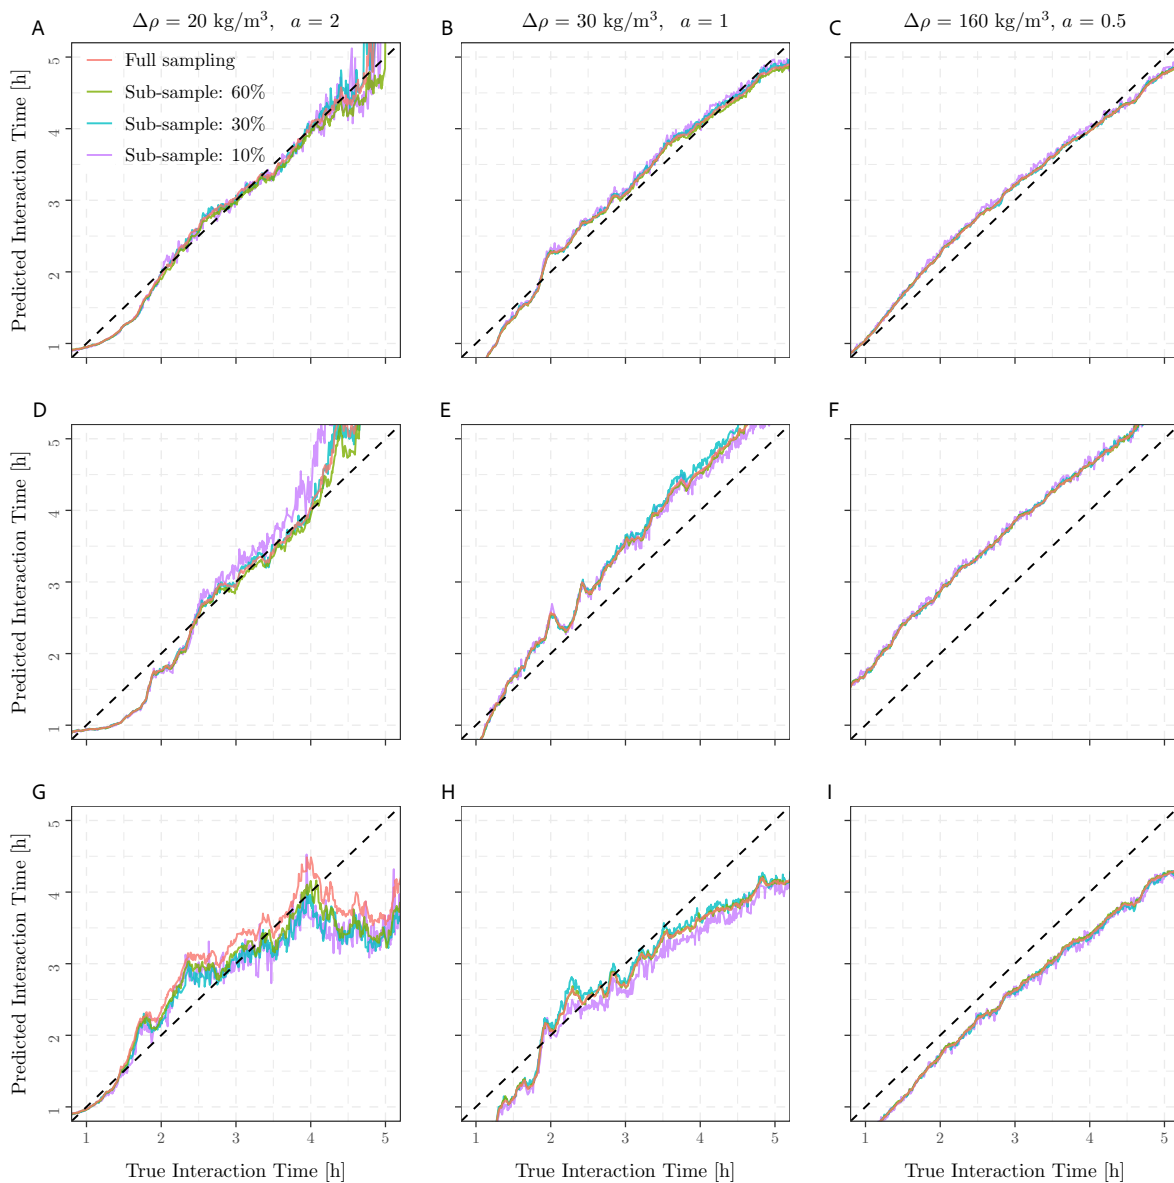 Δρ = 20 kg/m³, a = 2
Δρ = 30 kg/m³, a = 1
Δρ = 160 kg/m³, a = 0.5
A
B
C
Full sampling
Sub-sample: 60%
Sub-sample: 30%
Sub-sample: 10%
Predicted Interaction Time [h]
5
4
3
2
1
D
E
F
Predicted Interaction Time [h]
5
4
3
2
1
G
H
I
Predicted Interaction Time [h]
5
4
3
2
1
1 2 3 4 5
1 2 3 4 5
1 2 3 4 5
True Interaction Time [h]
True Interaction Time [h]
True Interaction Time [h]